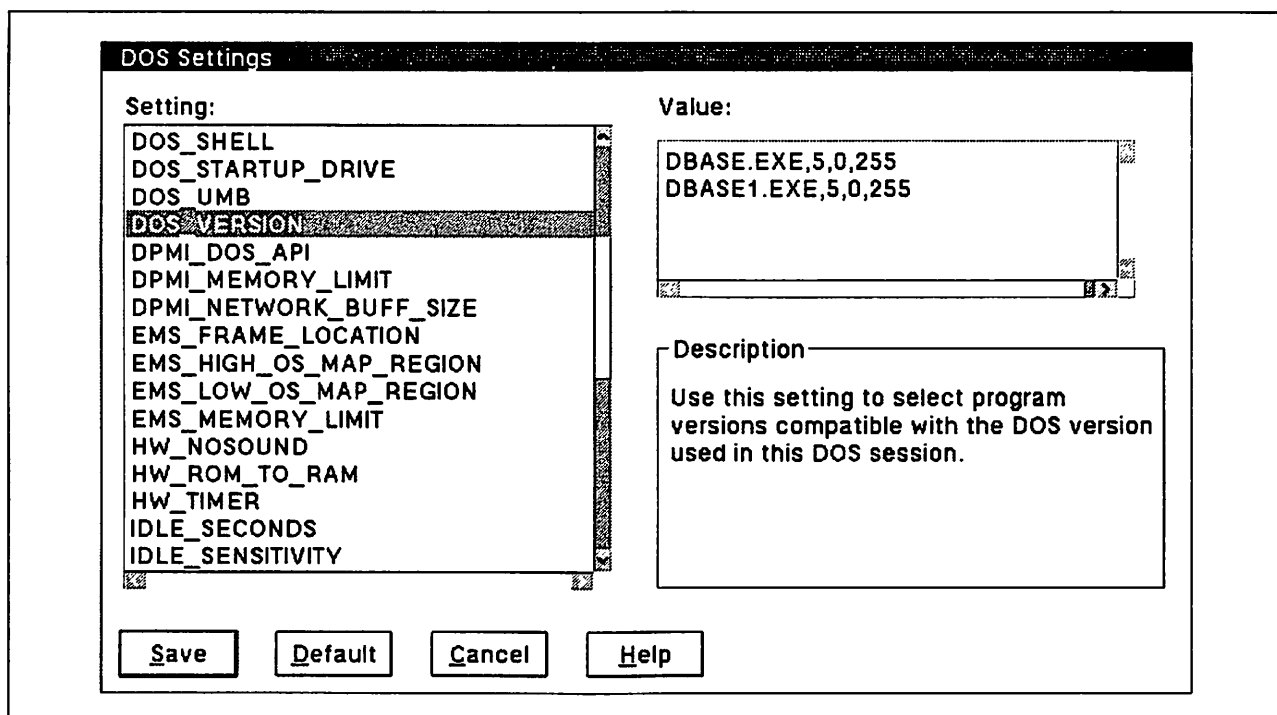 DOS Settings
Setting:
DOS_SHELL
DOS_STARTUP_DRIVE
DOS_UMB
DOS_VERSION
DPMI_DOS_API
DPMI_MEMORY_LIMIT
DPMI_NETWORK_BUFF_SIZE
EMS_FRAME_LOCATION
EMS_HIGH_OS_MAP_REGION
EMS_LOW_OS_MAP_REGION
EMS_MEMORY_LIMIT
HW_NOSOUND
HW_ROM_TO_RAM
HW_TIMER
IDLE_SECONDS
IDLE_SENSITIVITY
Value:
DBASE.EXE,5,0,255
DBASE1.EXE,5,0,255
Description
Use this setting to select program
versions compatible with the DOS version
used in this DOS session.
Save Default Cancel Help